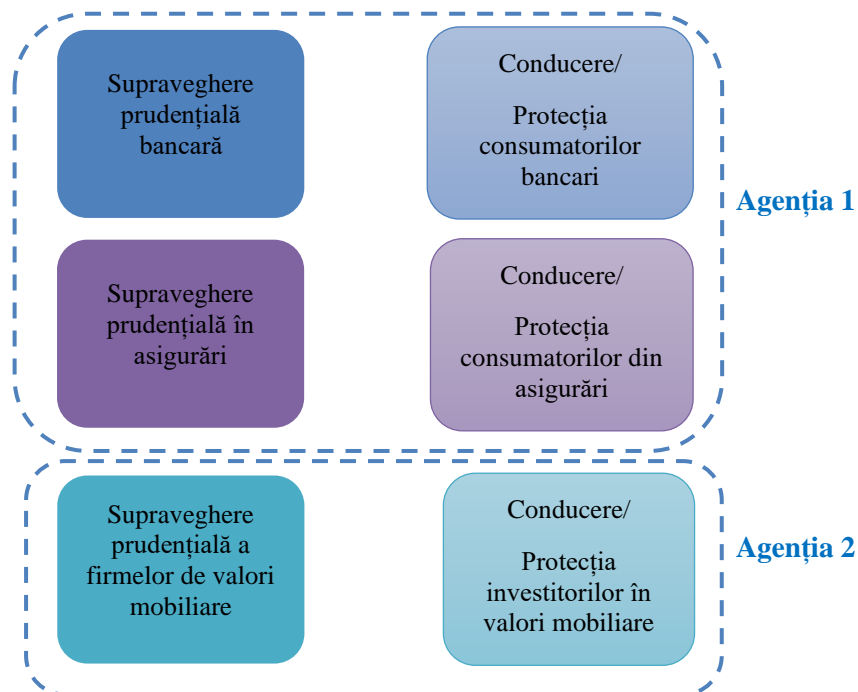 Supraveghere
prudențială
bancară
Conducere/
Protecția
consumatorilor
bancari
Agenția 1
Supraveghere
prudențială în
asigurări
Conducere/
Protecția
consumatorilor din
asigurări
Supraveghere
prudențială a
firmelor de valori
mobiliare
Conducere/
Protecția
investitorilor în
valori mobiliare
Agenția 2